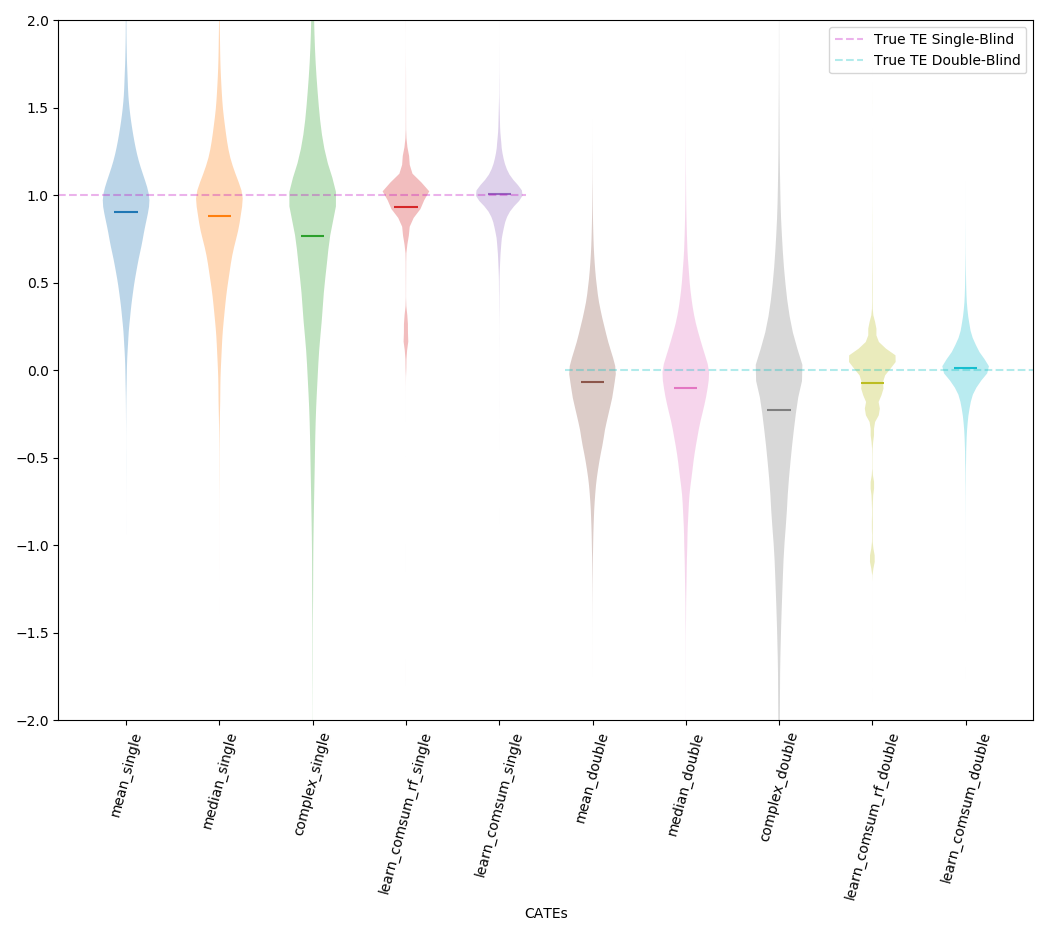 True TE Single-Blind
True TE Double-Blind
2.0
1.5
1.0
0.5
0.0
−0.5
−1.0
−1.5
−2.0
mean_single
median_single
complex_single
learn_comsum_rf_single
learn_comsum_single
mean_double
median_double
complex_double
learn_comsum_rf_double
learn_comsum_double
CATEs